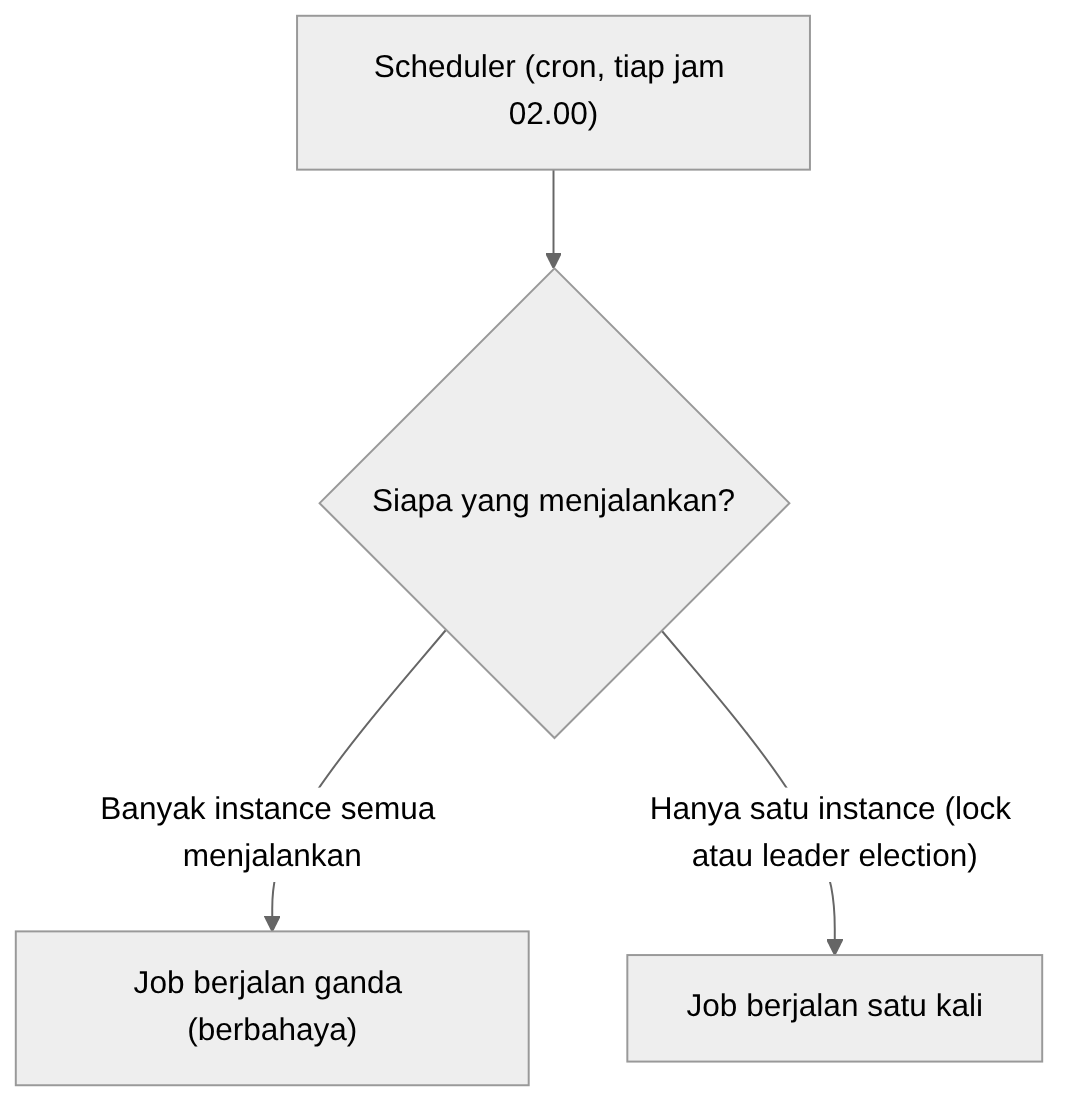 Scheduler (cron, tiap jam
02.00)
Siapa yang menjalankan?
Banyak instance semua
menjalankan
Hanya satu instance (lock
atau leader election)
Job berjalan ganda
(berbahaya)
Job berjalan satu kali